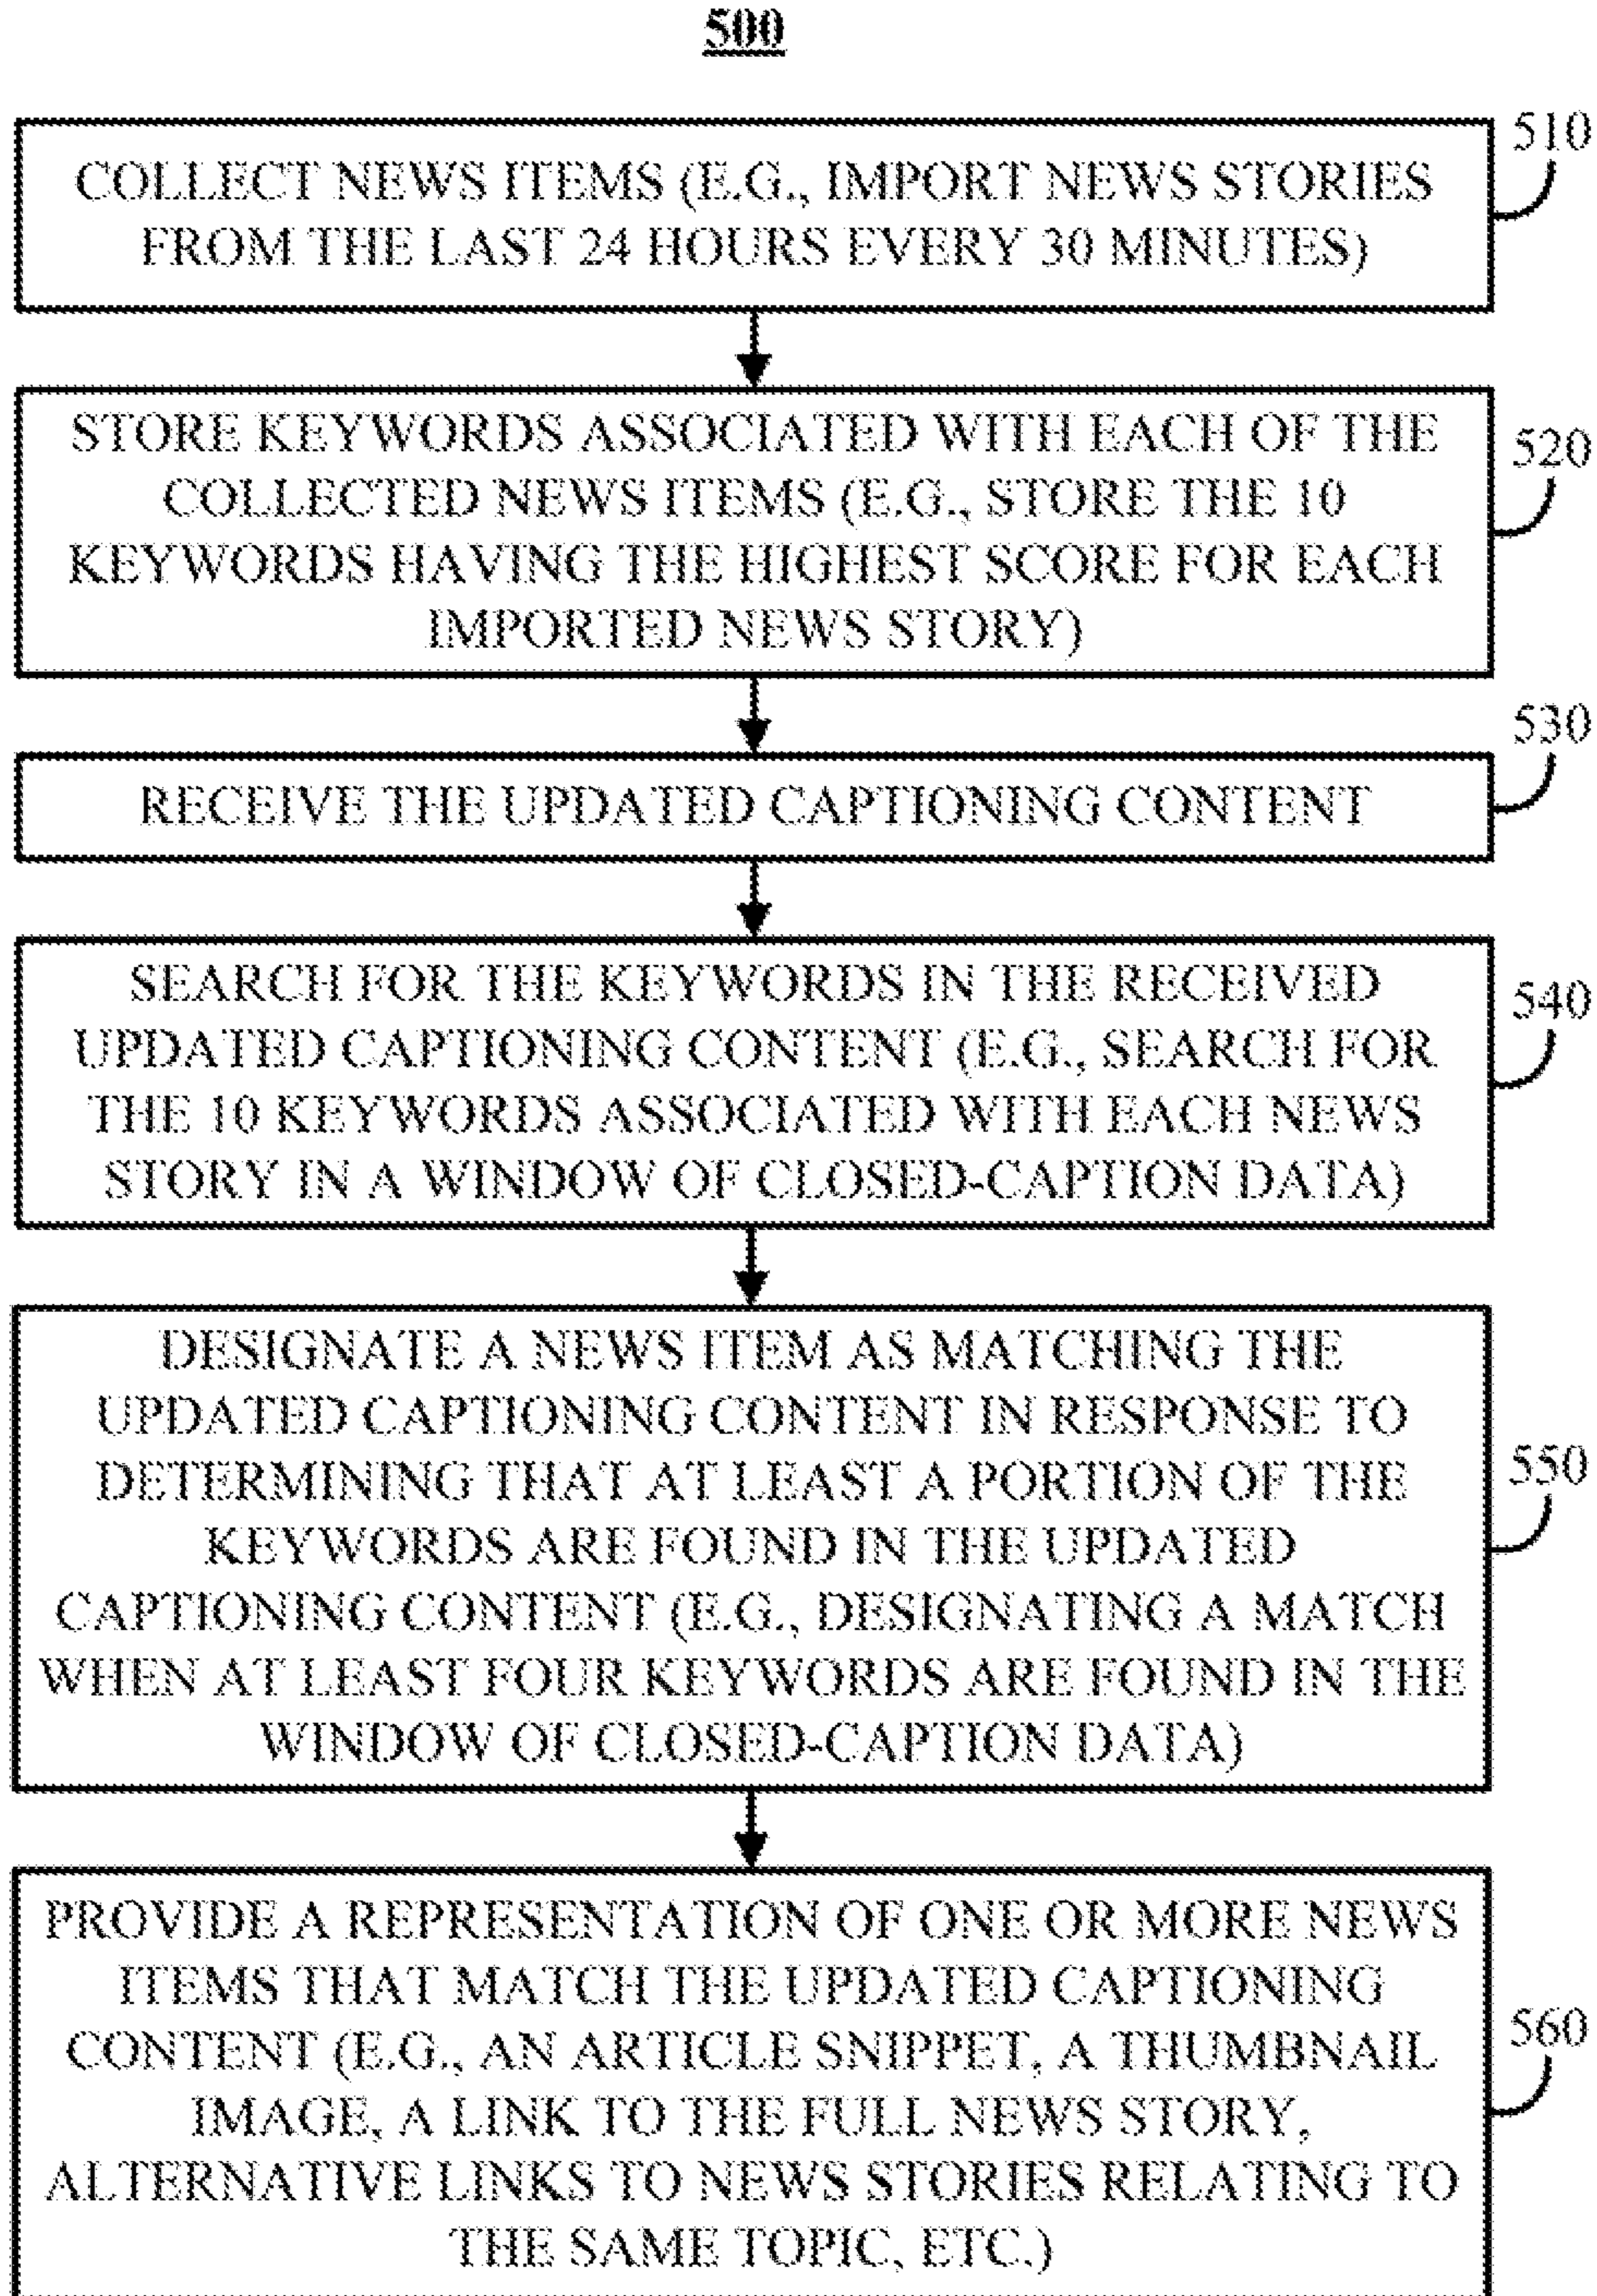 500
510
COLLECT NEWS ITEMS (E.G., IMPORT NEWS STORIES
FROM THE LAST 24 HOURS EVERY 30 MINUTES)
520
STORE KEYWORDS ASSOCIATED WITH EACH OF THE
COLLECTED NEWS ITEMS (E.G., STORE THE 10
KEYWORDS HAVING THE HIGHEST SCORE FOR EACH
IMPORTED NEWS STORY)
530
RECEIVE THE UPDATED CAPTIONING CONTENT
540
SEARCH FOR THE KEYWORDS IN THE RECEIVED
UPDATED CAPTIONING CONTENT (E.G., SEARCH FOR
THE 10 KEYWORDS ASSOCIATED WITH EACH NEWS
STORY IN A WINDOW OF CLOSED-CAPTION DATA)
550
DESIGNATE A NEWS ITEM AS MATCHING THE
UPDATED CAPTIONING CONTENT IN RESPONSE TO
DETERMINING THAT AT LEAST A PORTION OF THE
KEYWORDS ARE FOUND IN THE UPDATED
CAPTIONING CONTENT (E.G., DESIGNATING A MATCH
WHEN AT LEAST FOUR KEYWORDS ARE FOUND IN THE
WINDOW OF CLOSED-CAPTION DATA)
560
PROVIDE A REPRESENTATION OF ONE OR MORE NEWS
ITEMS THAT MATCH THE UPDATED CAPTIONING
CONTENT (E.G., AN ARTICLE SNIPPET, A THUMBNAIL
IMAGE, A LINK TO THE FULL NEWS STORY,
ALTERNATIVE LINKS TO NEWS STORIES RELATING TO
THE SAME TOPIC, ETC.)